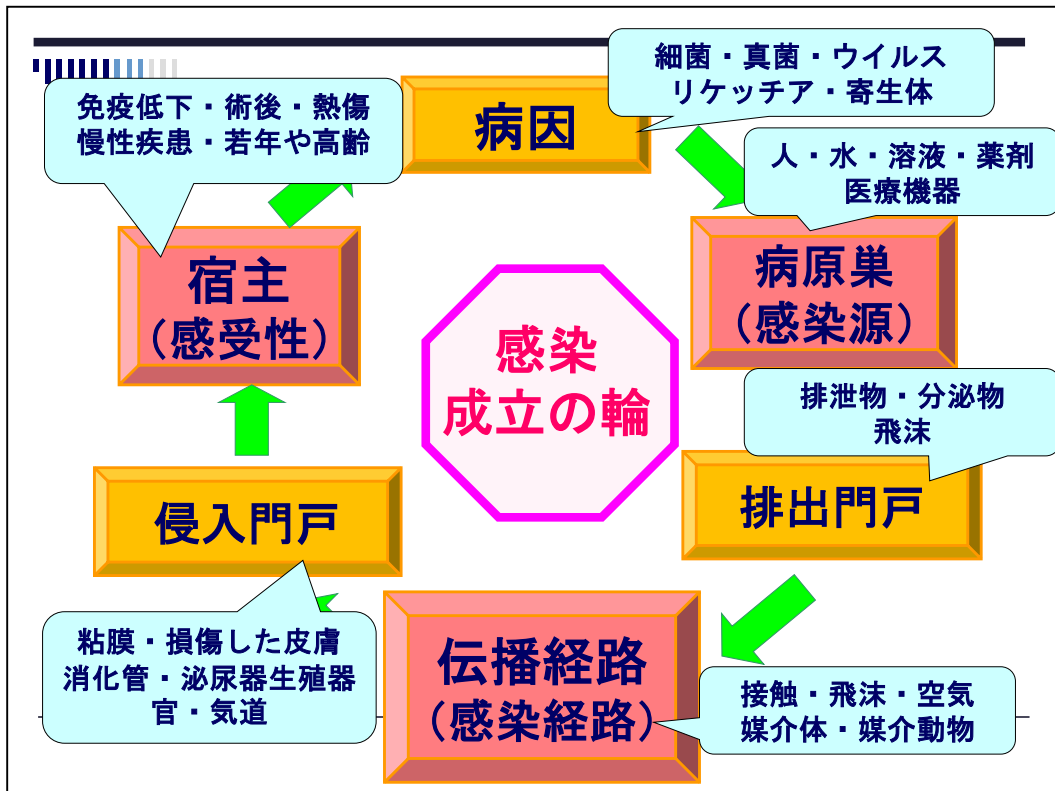 細菌・真菌・ウイルス
リケッチア・寄生体
免疫低下・術後・熱傷
慢性疾患・若年や高齢
病因
人・水・溶液・薬剤
医療機器
宿主
（感受性）
病原巣
（感染源）
感染
成立の輪
排泄物・分泌物
飛沫
侵入門戸
排出門戸
粘膜・損傷した皮膚
消化管・泌尿器生殖器
官・気道
伝播経路
（感染経路）
接触・飛沫・空気
媒介体・媒介動物